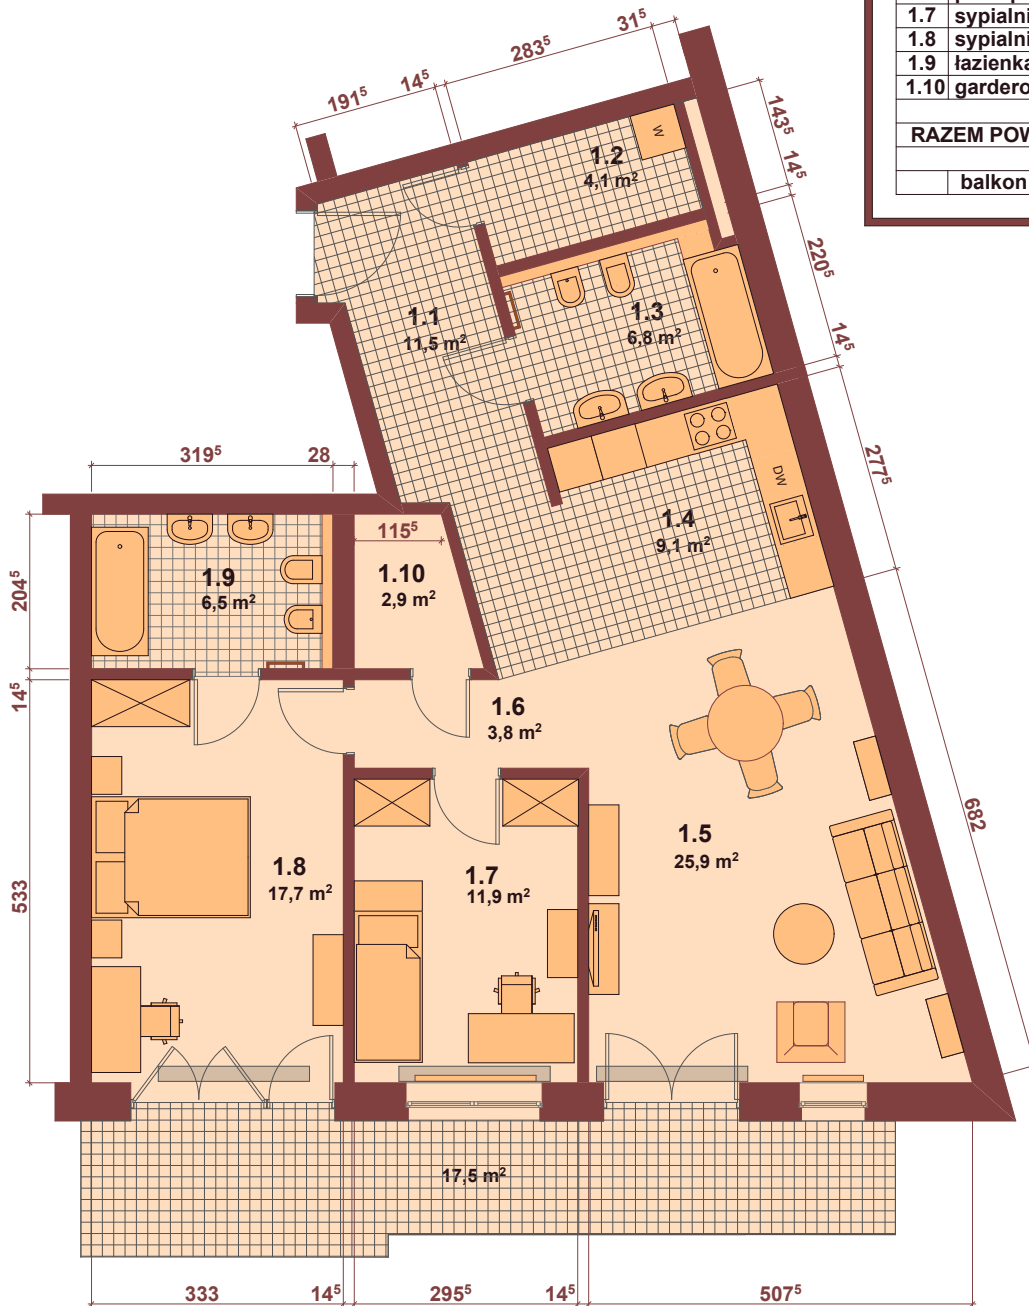 1.7 sypialni
1.8 sypialni
1.9 łazienka
1.10 gardero
RAZEM POW
balkon
31⁵
283⁵
14⁵
191⁵
143⁵
14⁵
220⁵
14⁵
277⁵
682
W
1.2
4,1 m²
1.1
11,5 m²
1.3
6,8 m²
DW
1.4
9,1 m²
319⁵ 28
115⁵
204⁵
14⁵
533
1.9
6,5 m²
1.10
2,9 m²
1.6
3,8 m²
1.5
25,9 m²
1.8
17,7 m²
1.7
11,9 m²
17,5 m²
333 14⁵ 295⁵ 14⁵ 507⁵